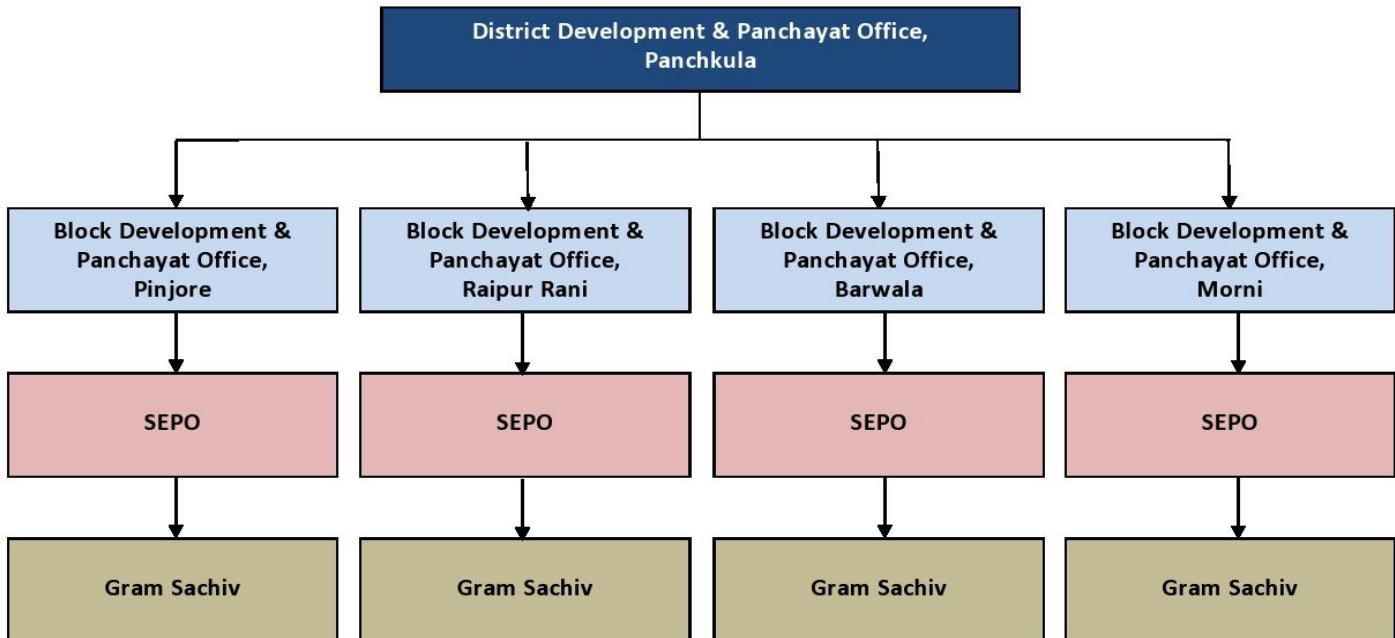 District Development & Panchayat Office,
Panchkula
Block Development &
Panchayat Office,
Pinjore
Block Development &
Panchayat Office,
Raipur Rani
Block Development &
Panchayat Office,
Barwala
Block Development &
Panchayat Office,
Morni
SEPO
SEPO
SEPO
SEPO
Gram Sachiv
Gram Sachiv
Gram Sachiv
Gram Sachiv